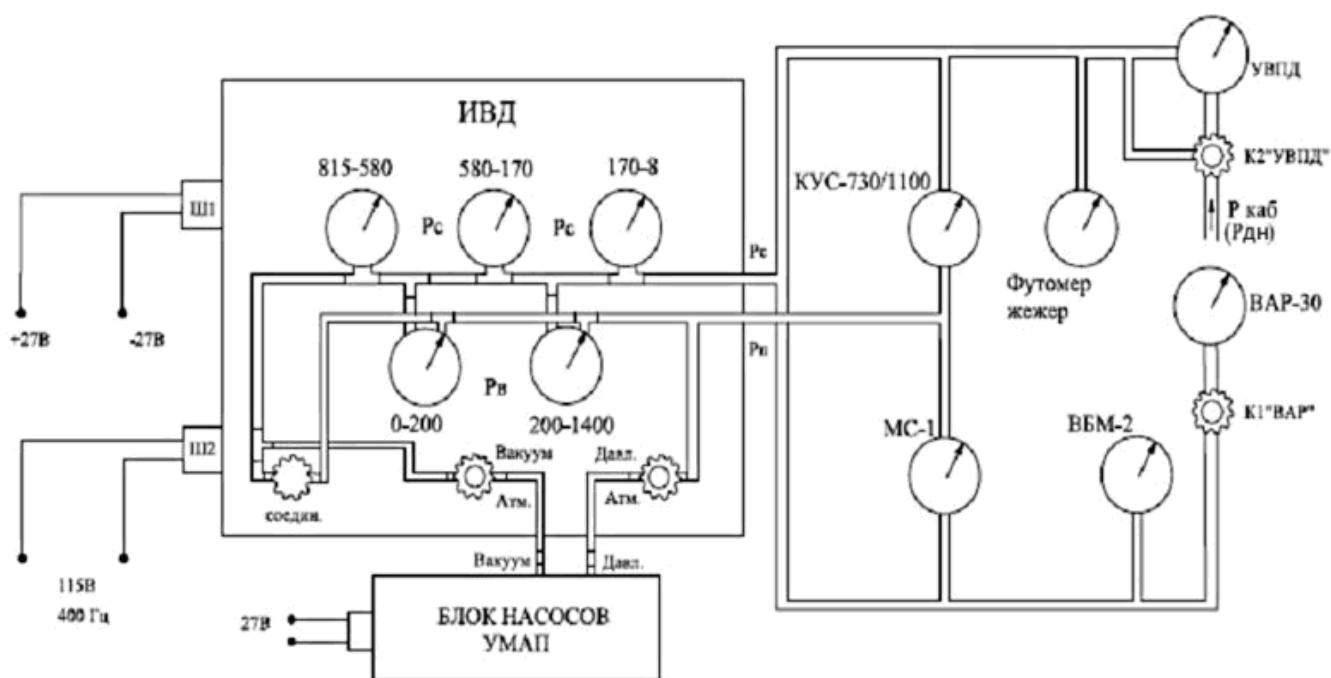 ИВД
815-580
580-170
170-8
Рс
Рс
Рс
Ш1
+27В
-27В
0-200
Рв
200-1400
Рп
Ш2
115В
400 Гц
соедин.
Вакуум
Атм.
Давл.
Атм.
Вакуум
Давл.
27В
БЛОК НАСОСОВ
УМАП
УВПД
К2"УВПД"
КУС-730/1100
Р каб
(Рдн)
Футомер
жежер
ВАР-30
К1"ВАР"
МС-1
ВБМ-2